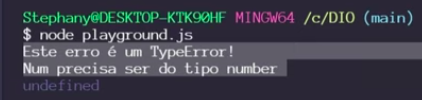 Stephany@DESKTOP-KTK90HF MINGW64 /c/DIO (main)
$ node playground.js
Este erro é um TypeError!
Num precisa ser do tipo number
undefined